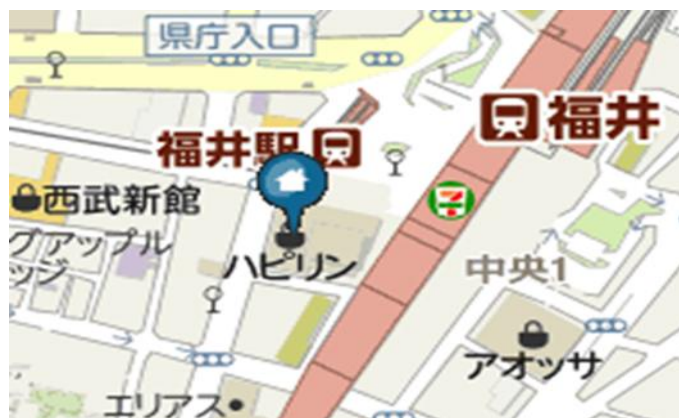 県庁入口
福井
福井駅
西武新館
グアップル
ッジ
ハピリン
中央1
アオッサ
エリアス